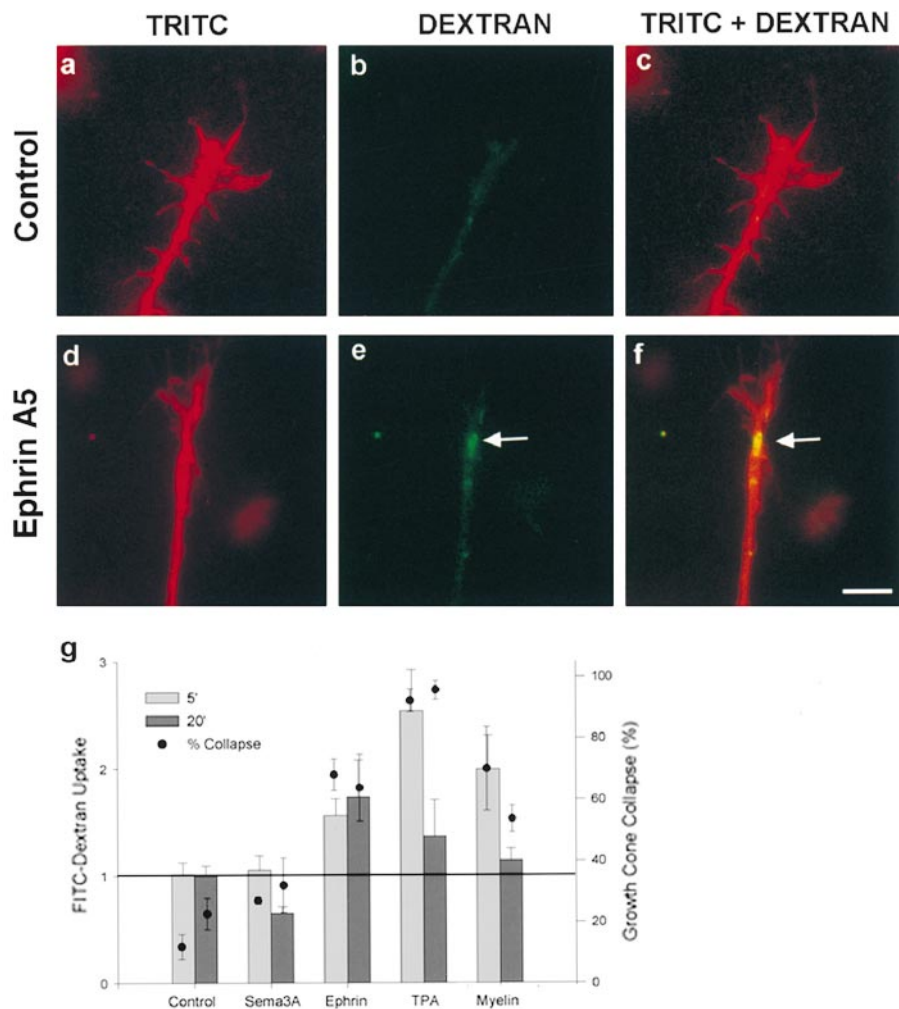 TRITC
DEXTRAN
TRITC + DEXTRAN
Control
a
b
c
Ephrin A5
d
e
f
g
FITC-Dextran Uptake
3
2
1
0
5'
20'
% Collapse
100
80
60
40
20
0
Growth Cone Collapse (%)
Control
Sema3A
Ephrin
TPA
Myelin